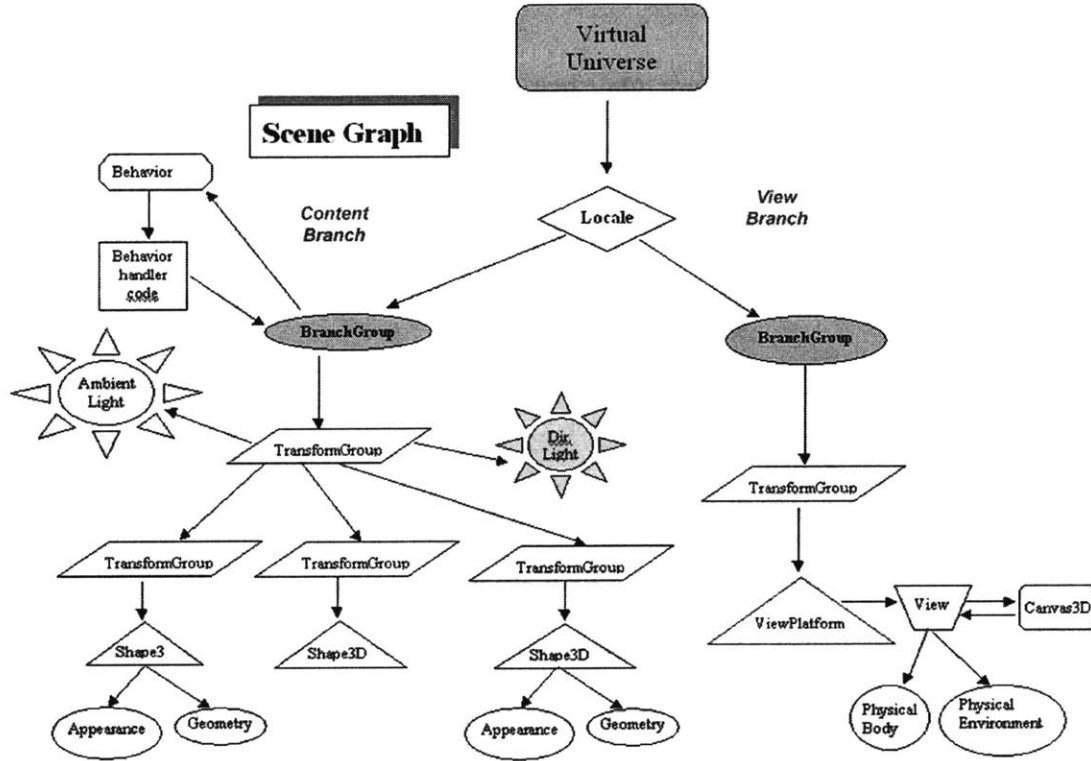 Virtual
Universe
Scene Graph
Behavior
Content
Branch
View
Branch
Locale
Behavior
handler
code
BranchGroup
BranchGroup
Ambient
Light
Dir.
Light
TransformGroup
TransformGroup
TransformGroup
TransformGroup
TransformGroup
View
Canvas3D
ViewPlatform
Shape3
Shape3D
Shape3D
Appearance
Geometry
Appearance
Geometry
Physical
Body
Physical
Environment